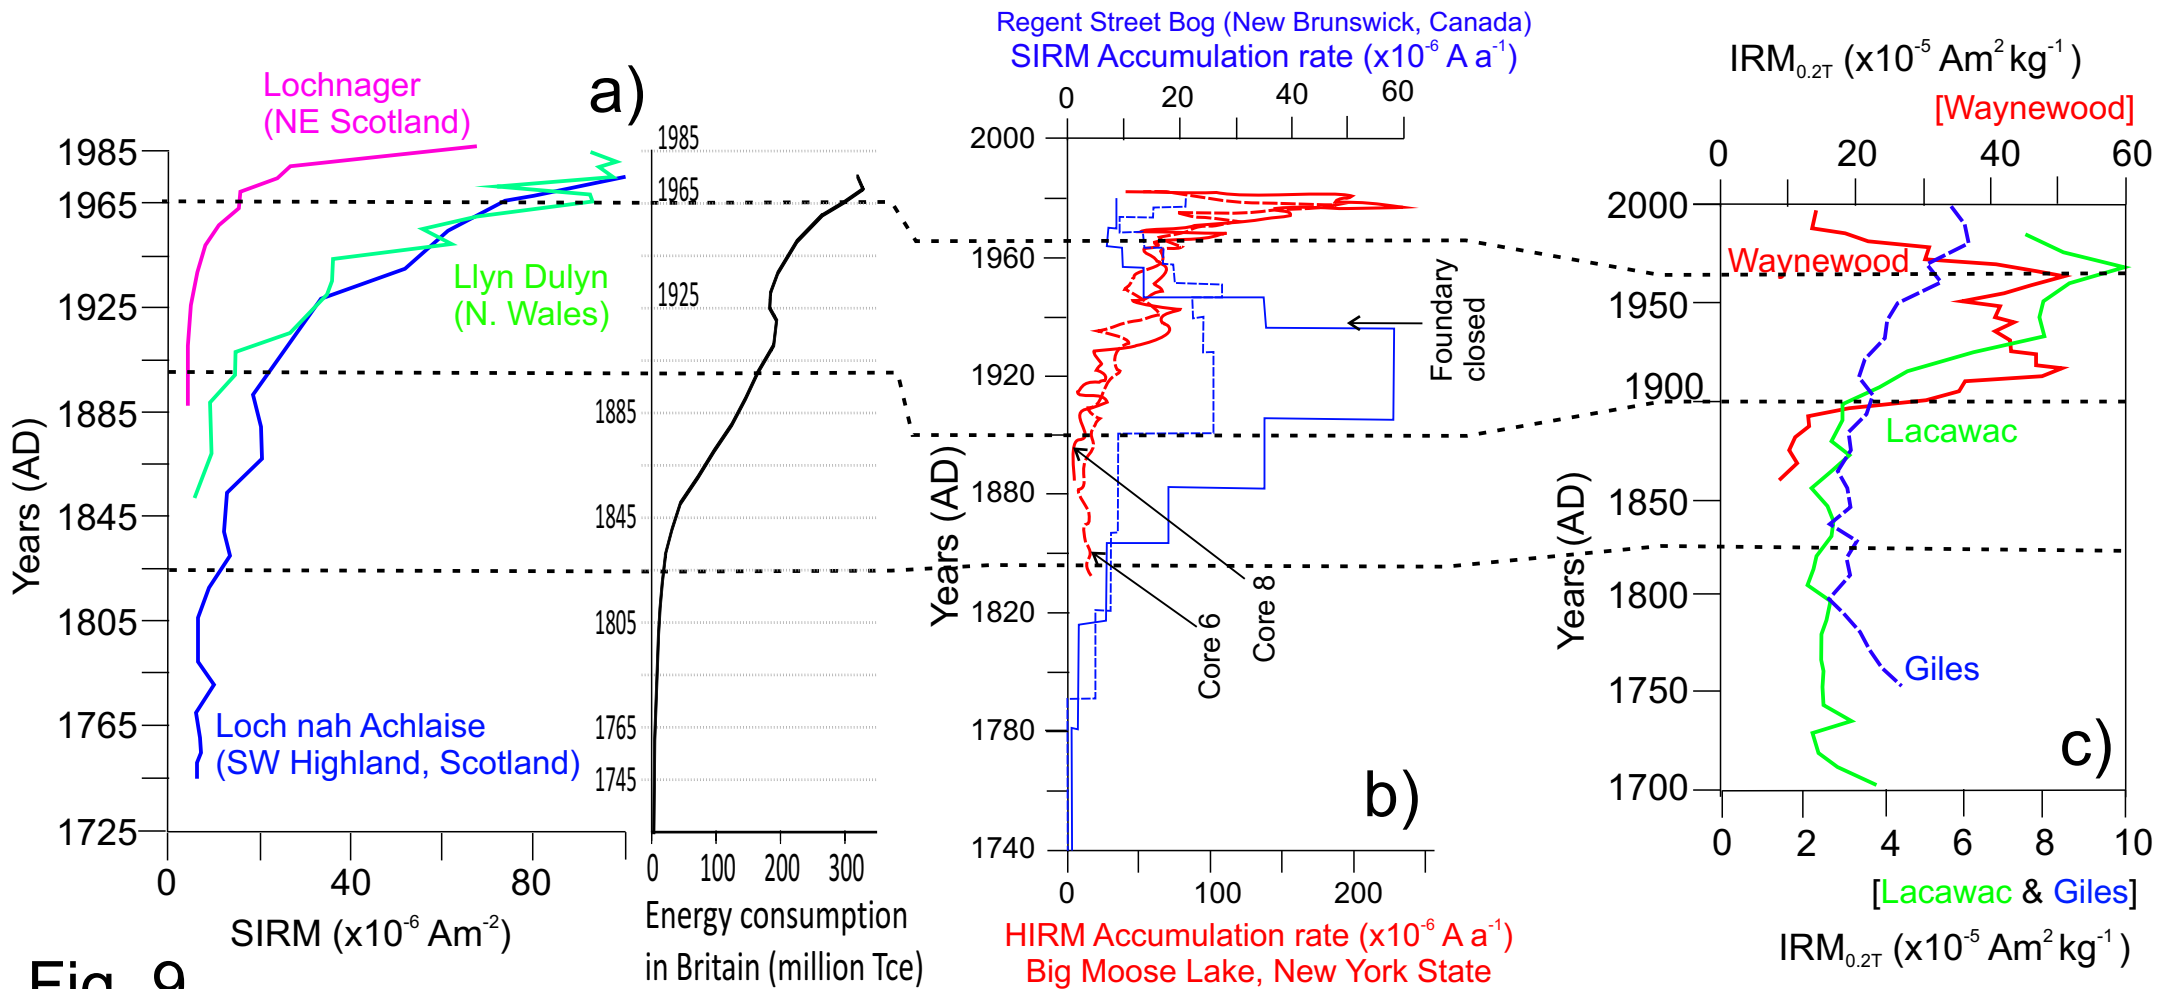 Regent Street Bog (New Brunswick, Canada)
SIRM Accumulation rate (x10⁻⁶ A a⁻¹)
0 20 40 60
IRM₀.₂T (x10⁻⁵ Am² kg⁻¹)
[Waynewood]
0 20 40 60
Lochnager
(NE Scotland)
a)
1985
1965
1925
1885
1845
1805
1765
1725
Years (AD)
Llyn Dulyn
(N. Wales)
Loch nah Achlaise
(SW Highland, Scotland)
0 40 80
SIRM (x10⁻⁶ Am⁻²)
1985
1965
1925
1885
1845
1805
1765
1745
0 100 200 300
Energy consumption
in Britain (million Tce)
2000
1960
1920
1880
1820
1780
1740
Years (AD)
Foundary
closed
Core 8
Core 6
b)
0 100 200
HIRM Accumulation rate (x10⁻⁶ A a⁻¹)
Big Moose Lake, New York State
2000
1950
1900
1850
1800
1750
1700
Years (AD)
Waynewood
Lacawac
Giles
c)
0 2 4 6 8 10
[Lacawac & Giles]
IRM₀.₂T (x10⁻⁵ Am² kg⁻¹)
Fig. 9